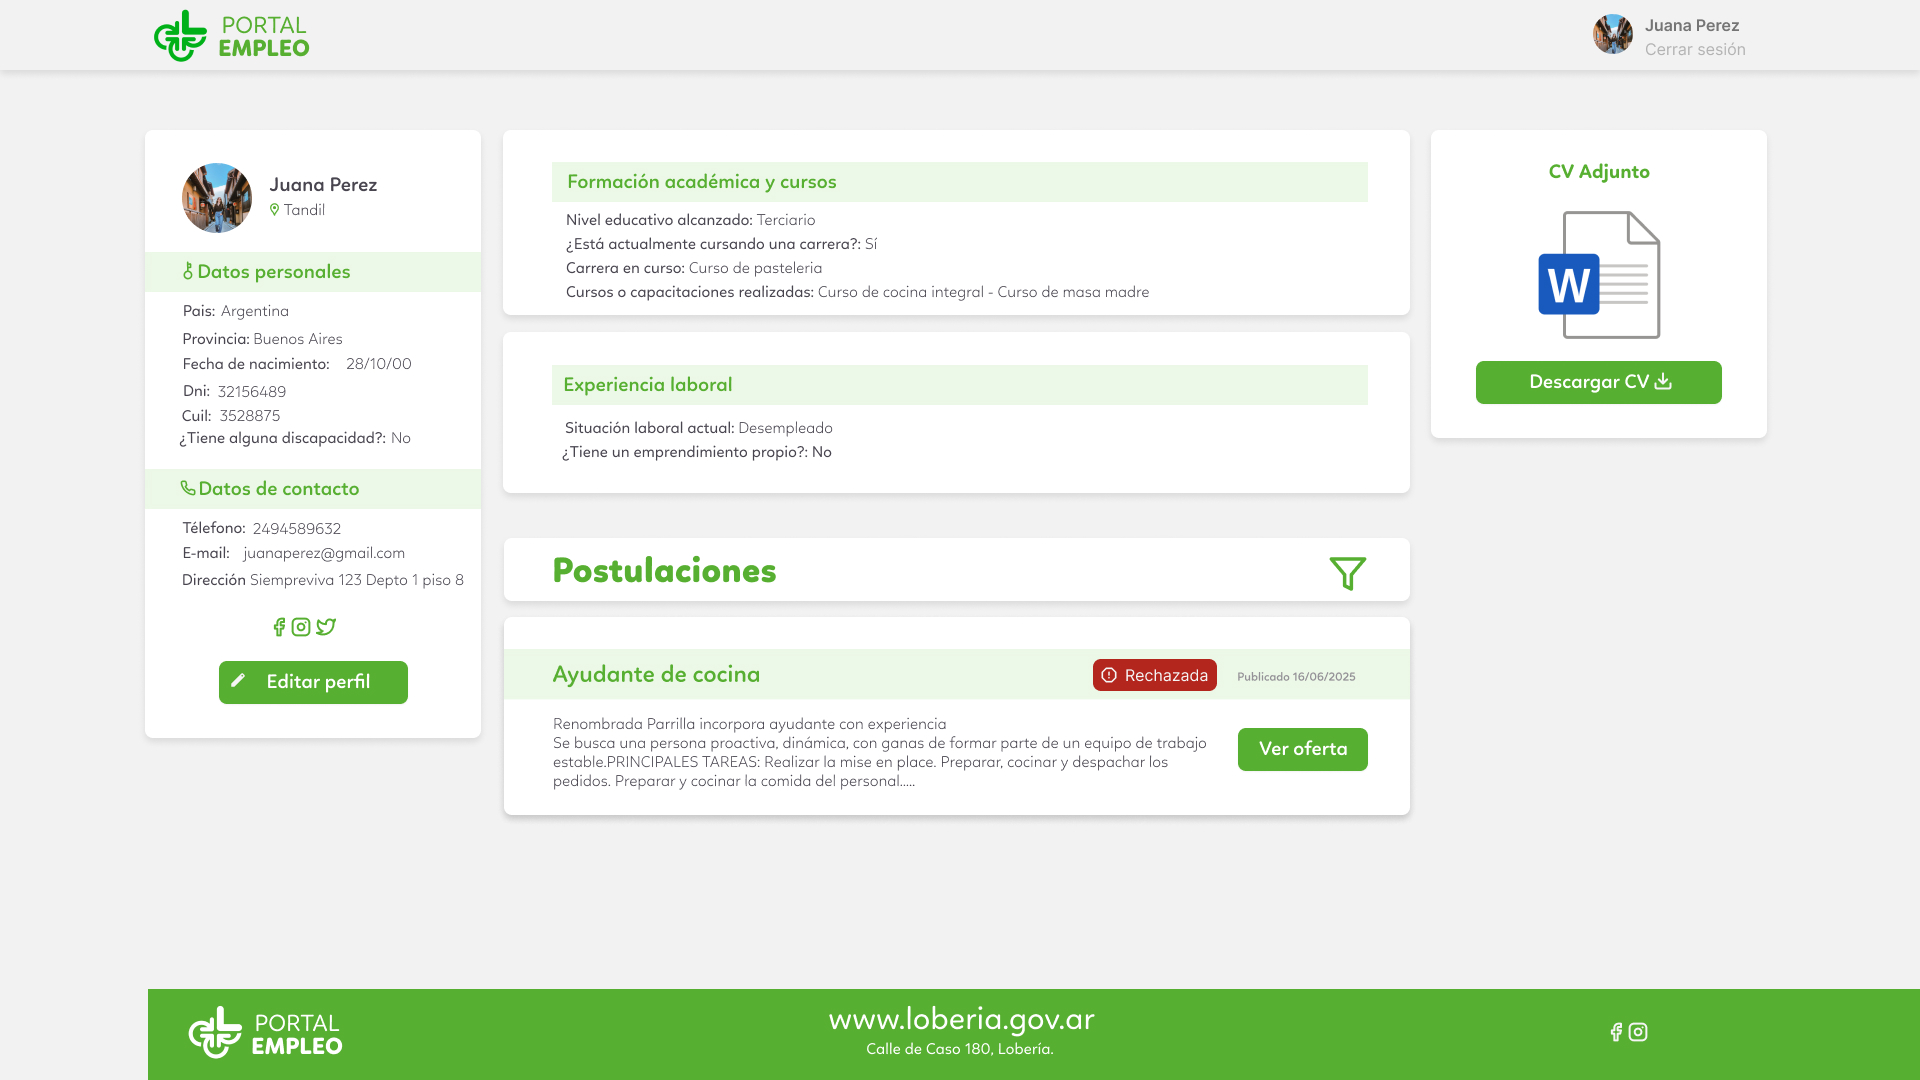 PORTAL
EMPLEO
Juana Perez
Cerrar sesión
Juana Perez
Tandil
Datos personales
Pais: Argentina
Provincia: Buenos Aires
Fecha de nacimiento: 28/10/00
Dni: 32156489
Cuil: 3528875
¿Tiene alguna discapacidad?: No
Datos de contacto
Télefono: 2494589632
E-mail: juanaperez@gmail.com
Dirección Siempreviva 123 Depto 1 piso 8
Editar perfil
Formación académica y cursos
Nivel educativo alcanzado: Terciario
¿Está actualmente cursando una carrera?: Sí
Carrera en curso: Curso de pasteleria
Cursos o capacitaciones realizadas: Curso de cocina integral - Curso de masa madre
Experiencia laboral
Situación laboral actual: Desempleado
¿Tiene un emprendimiento propio?: No
Postulaciones
Ayudante de cocina
Rechazada
Publicado 16/06/2025
Renombrada Parrilla incorpora ayudante con experiencia
Se busca una persona proactiva, dinámica, con ganas de formar parte de un equipo de trabajo
estable.PRINCIPALES TAREAS: Realizar la mise en place. Preparar, cocinar y despachar los
pedidos. Preparar y cocinar la comida del personal.....
Ver oferta
CV Adjunto
W
Descargar CV
PORTAL
EMPLEO
www.loberia.gov.ar
Calle de Caso 180, Lobería.